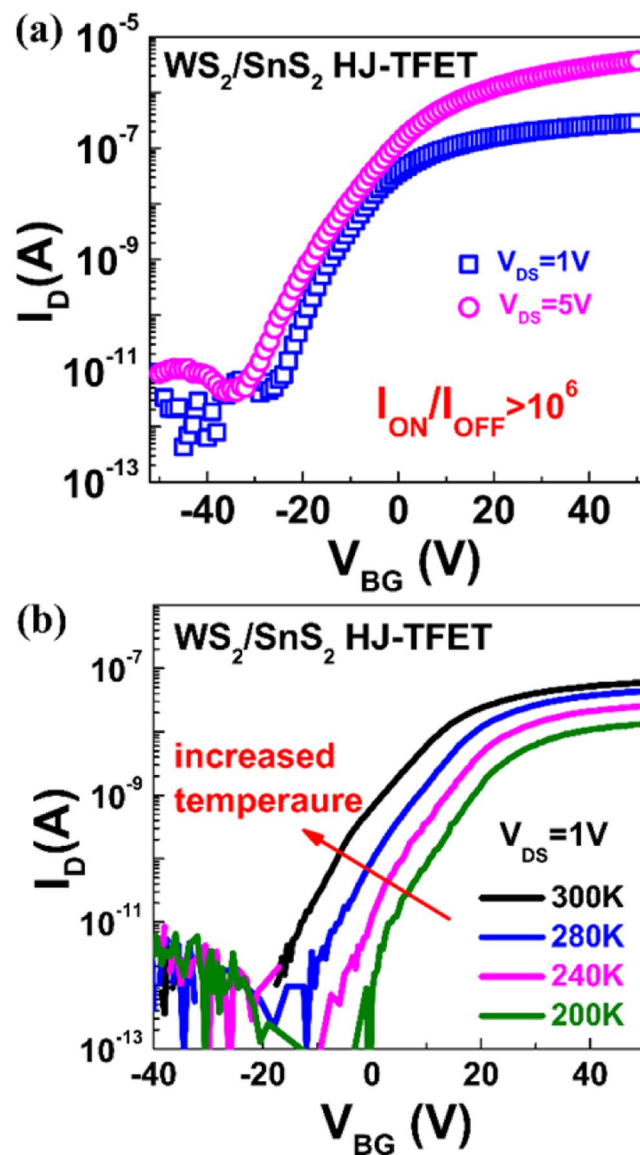 (a)
10^-5
WS₂/SnS₂ HJ-TFET
10^-7
10^-9
10^-11
10^-13
I_D(A)
V_DS=1V
V_DS=5V
I_ON/I_OFF>10^6
-40 -20 0 20 40
V_BG (V)
(b)
WS₂/SnS₂ HJ-TFET
10^-7
10^-9
10^-11
10^-13
I_D(A)
increased
temperaure
V_DS=1V
300K
280K
240K
200K
-40 -20 0 20 40
V_BG (V)